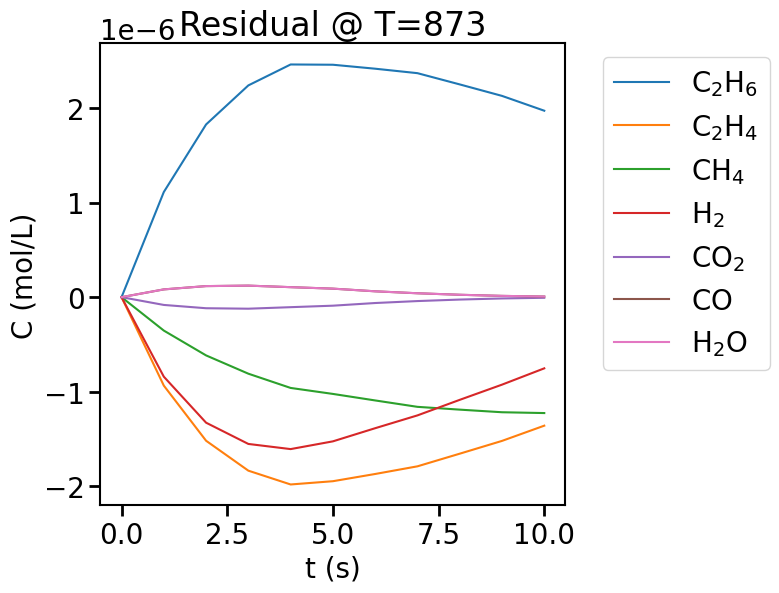 1e−6 Residual @ T=873
C (mol/L)
2
1
0
−1
−2
0.0 2.5 5.0 7.5 10.0
t (s)
C₂H₆
C₂H₄
CH₄
H₂
CO₂
CO
H₂O